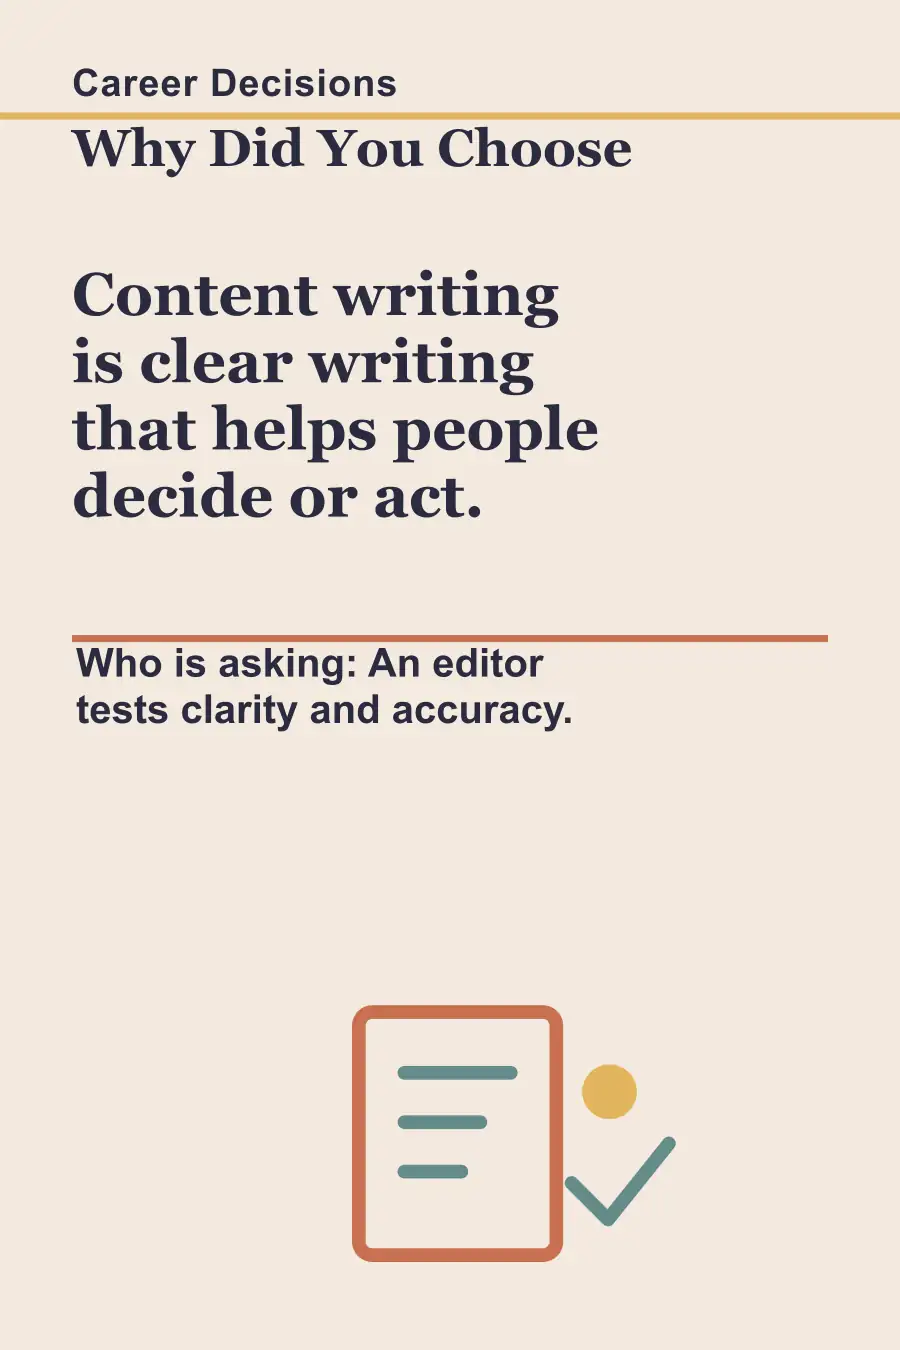 Career Decisions
Why Did You Choose
Content writing
is clear writing
that helps people
decide or act.
Who is asking: An editor
tests clarity and accuracy.